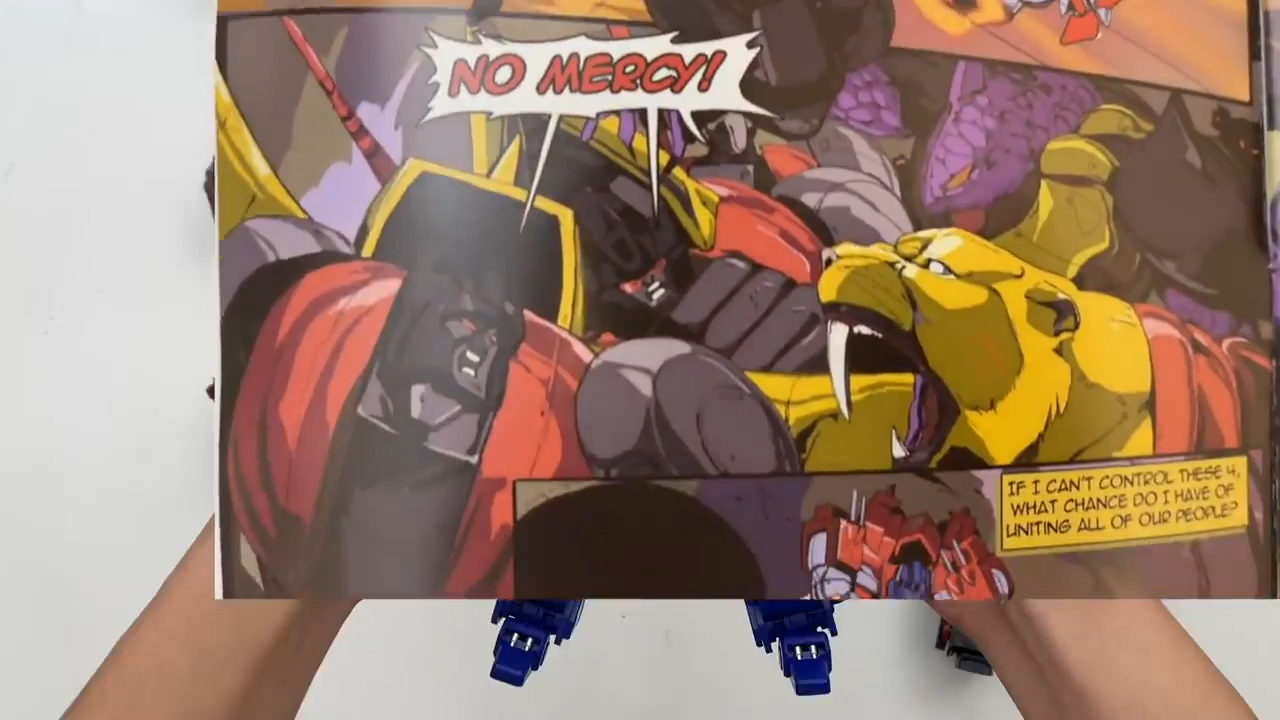 NO MERCY!
IF I CAN'T CONTROL THESE 4,
WHAT CHANCE DO I HAVE OF
UNITING ALL OF OUR PEOPLE?